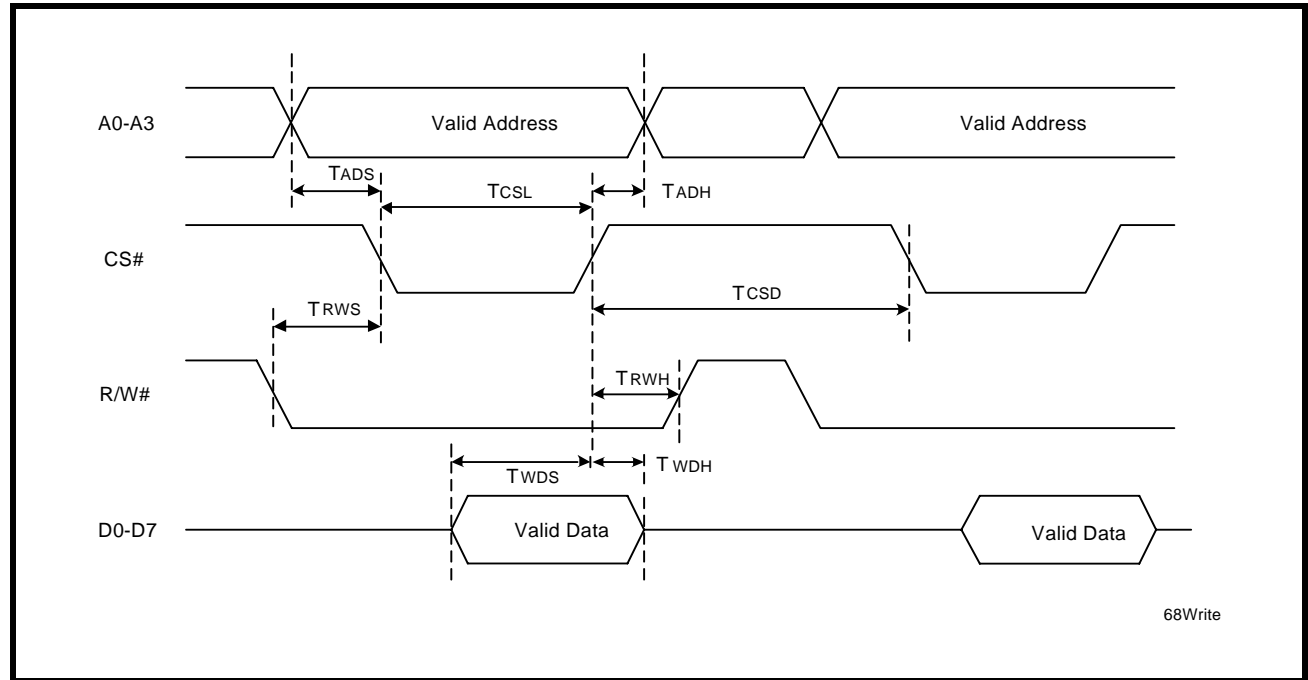 A0-A3
Valid Address
Valid Address
TADS
TCSL
TADH
CS#
TCSD
TRWS
R/W#
TRWH
TWDS
T WDH
D0-D7
Valid Data
Valid Data
68Write